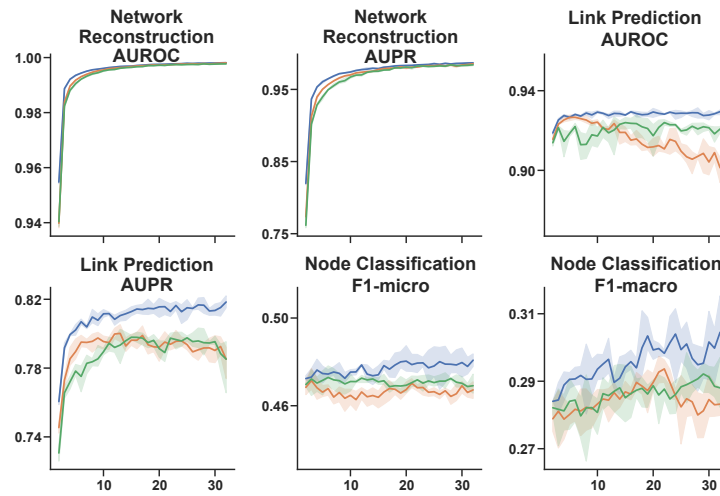 Network
Reconstruction
AUROC
1.00
0.98
0.96
0.94
Network
Reconstruction
AUPR
0.95
0.85
0.75
Link Prediction
AUROC
0.94
0.90
Link Prediction
AUPR
0.82
0.78
0.74
10 20 30
Node Classification
F1-micro
0.50
0.46
10 20 30
Node Classification
F1-macro
0.31
0.29
0.27
10 20 30